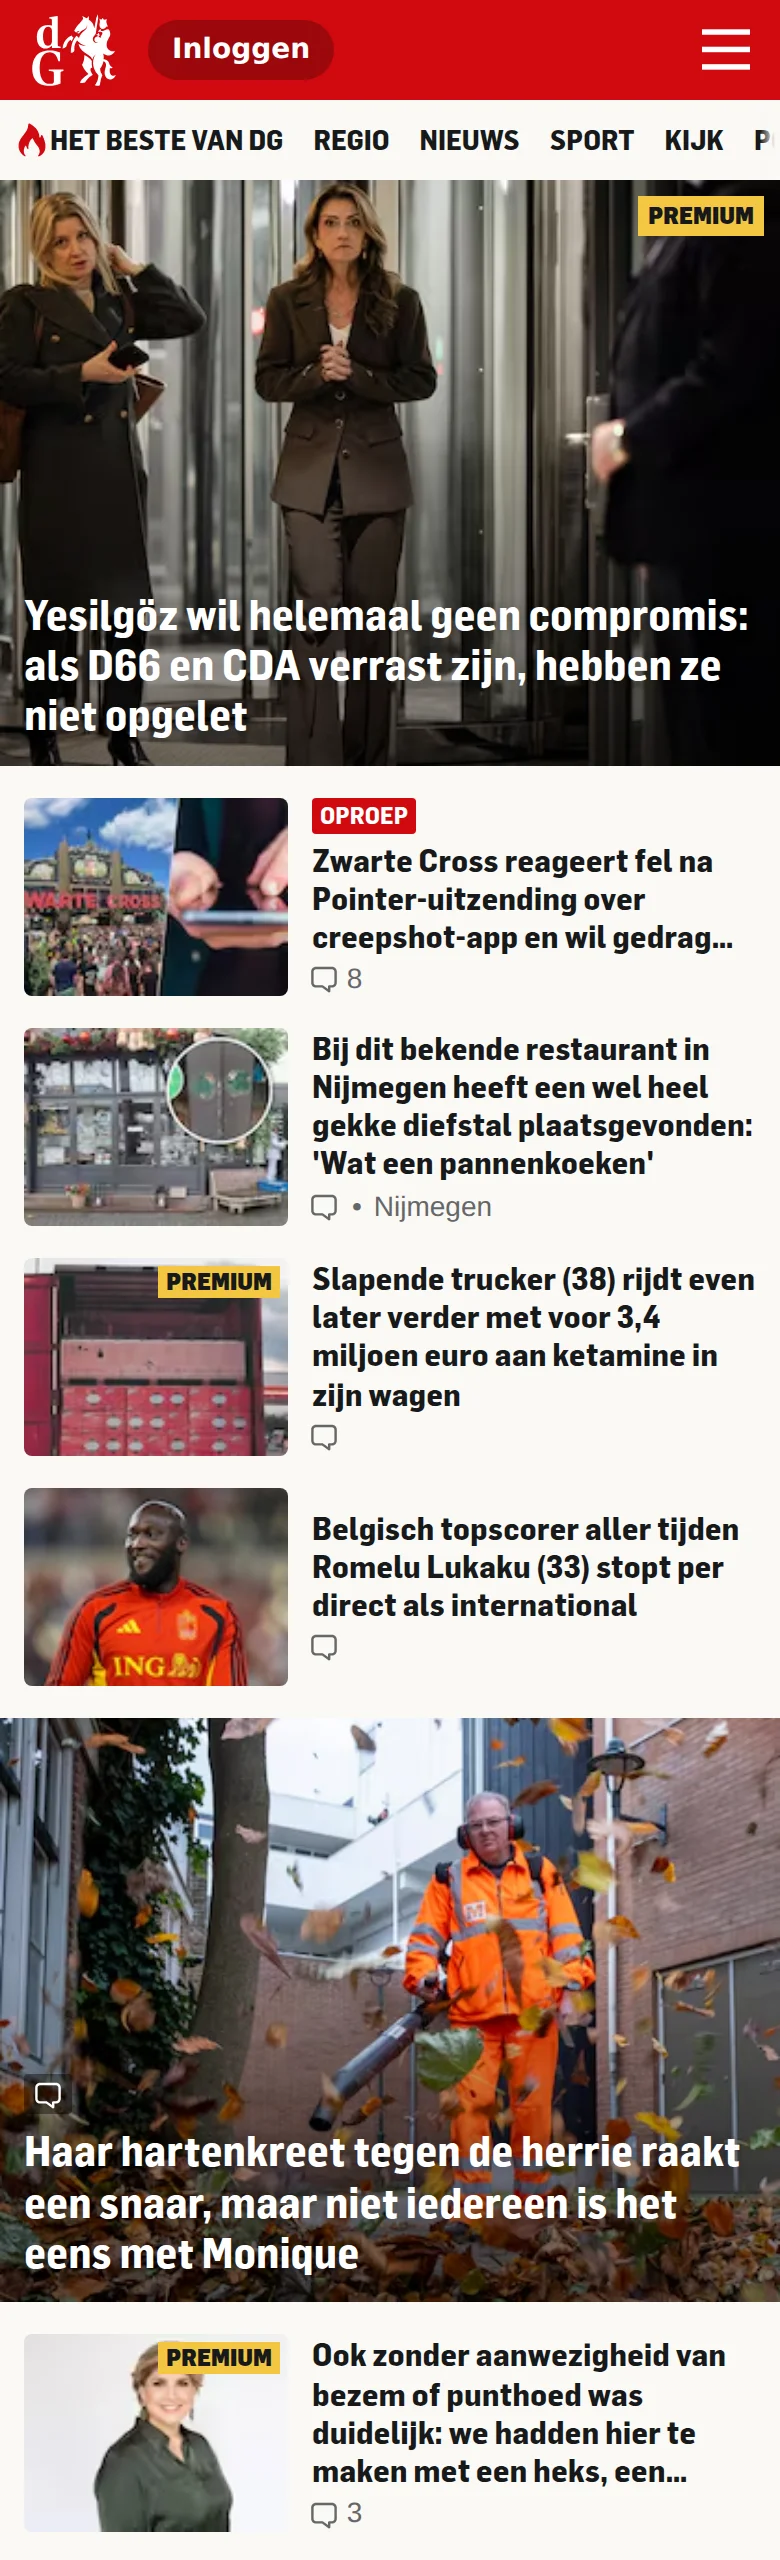 dG
Inloggen
HET BESTE VAN DG REGIO NIEUWS SPORT KIJK
PREMIUM
Yesilgöz wil helemaal geen compromis:
als D66 en CDA verrast zijn, hebben ze
niet opgelet
WARTE CROSS
OPROEP
Zwarte Cross reageert fel na
Pointer-uitzending over
creepshot-app en wil gedrag...
8
Bij dit bekende restaurant in
Nijmegen heeft een wel heel
gekke diefstal plaatsgevonden:
'Wat een pannenkoeken'
• Nijmegen
PREMIUM
Slapende trucker (38) rijdt even
later verder met voor 3,4
miljoen euro aan ketamine in
zijn wagen
Belgisch topscorer aller tijden
Romelu Lukaku (33) stopt per
direct als international
ING
Haar hartenkreet tegen de herrie raakt
een snaar, maar niet iedereen is het
eens met Monique
PREMIUM
Ook zonder aanwezigheid van
bezem of punthoed was
duidelijk: we hadden hier te
maken met een heks, een...
3